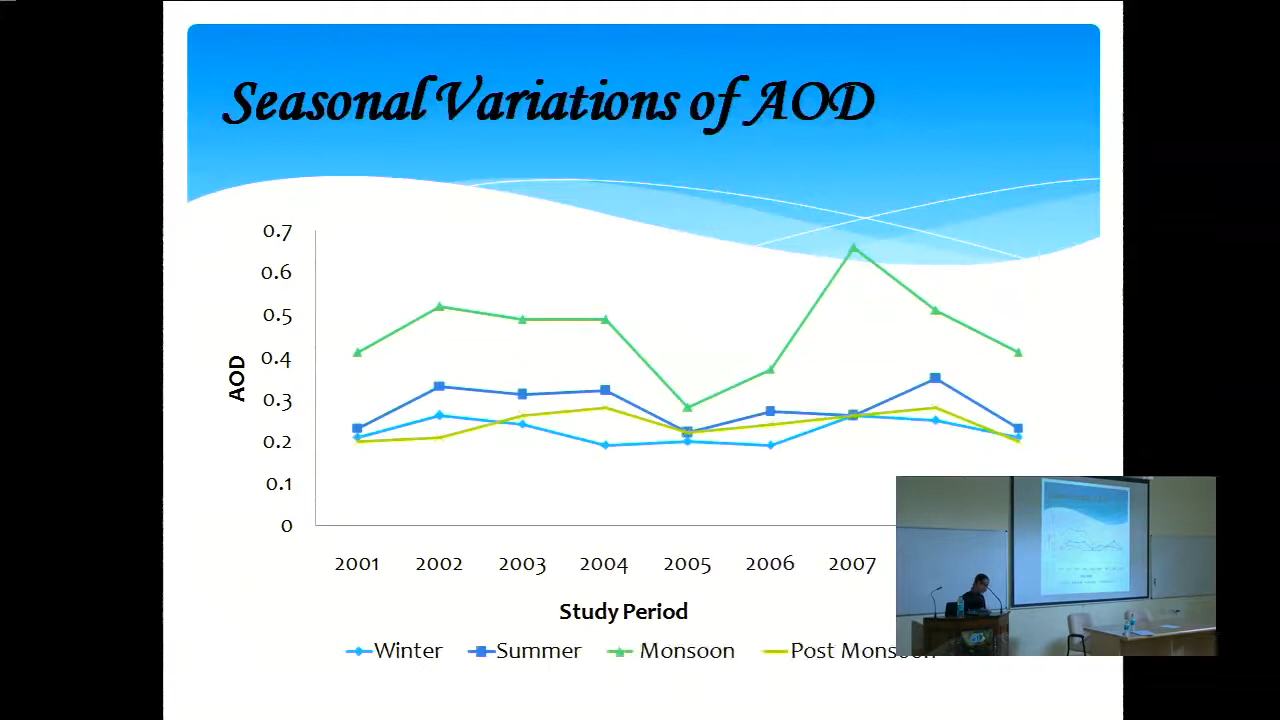 Seasonal Variations of AOD
0.7
0.6
0.5
0.4
0.3
0.2
0.1
0
AOD
2001 2002 2003 2004 2005 2006 2007
Study Period
Winter Summer Monsoon Post Monsoon